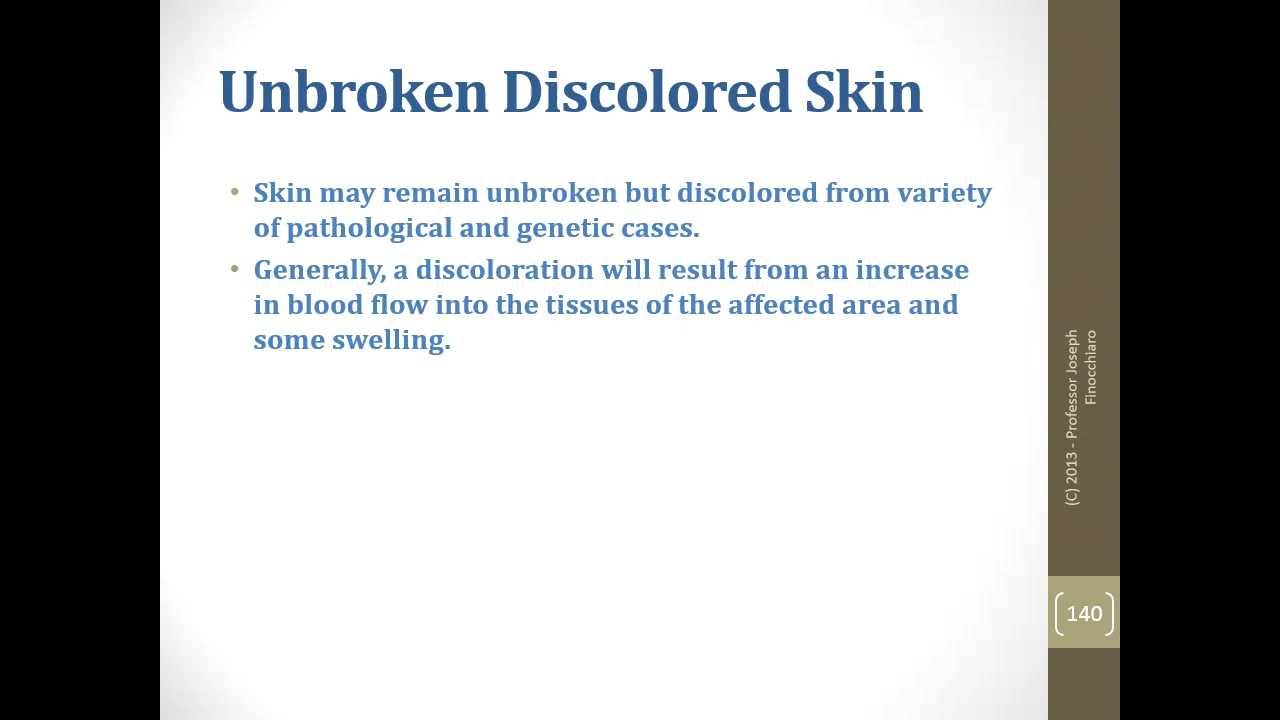 Unbroken Discolored Skin
• Skin may remain unbroken but discolored from variety
of pathological and genetic cases.
• Generally, a discoloration will result from an increase
in blood flow into the tissues of the affected area and
some swelling.
(C) 2013 - Professor Joseph
Finocchiaro
140